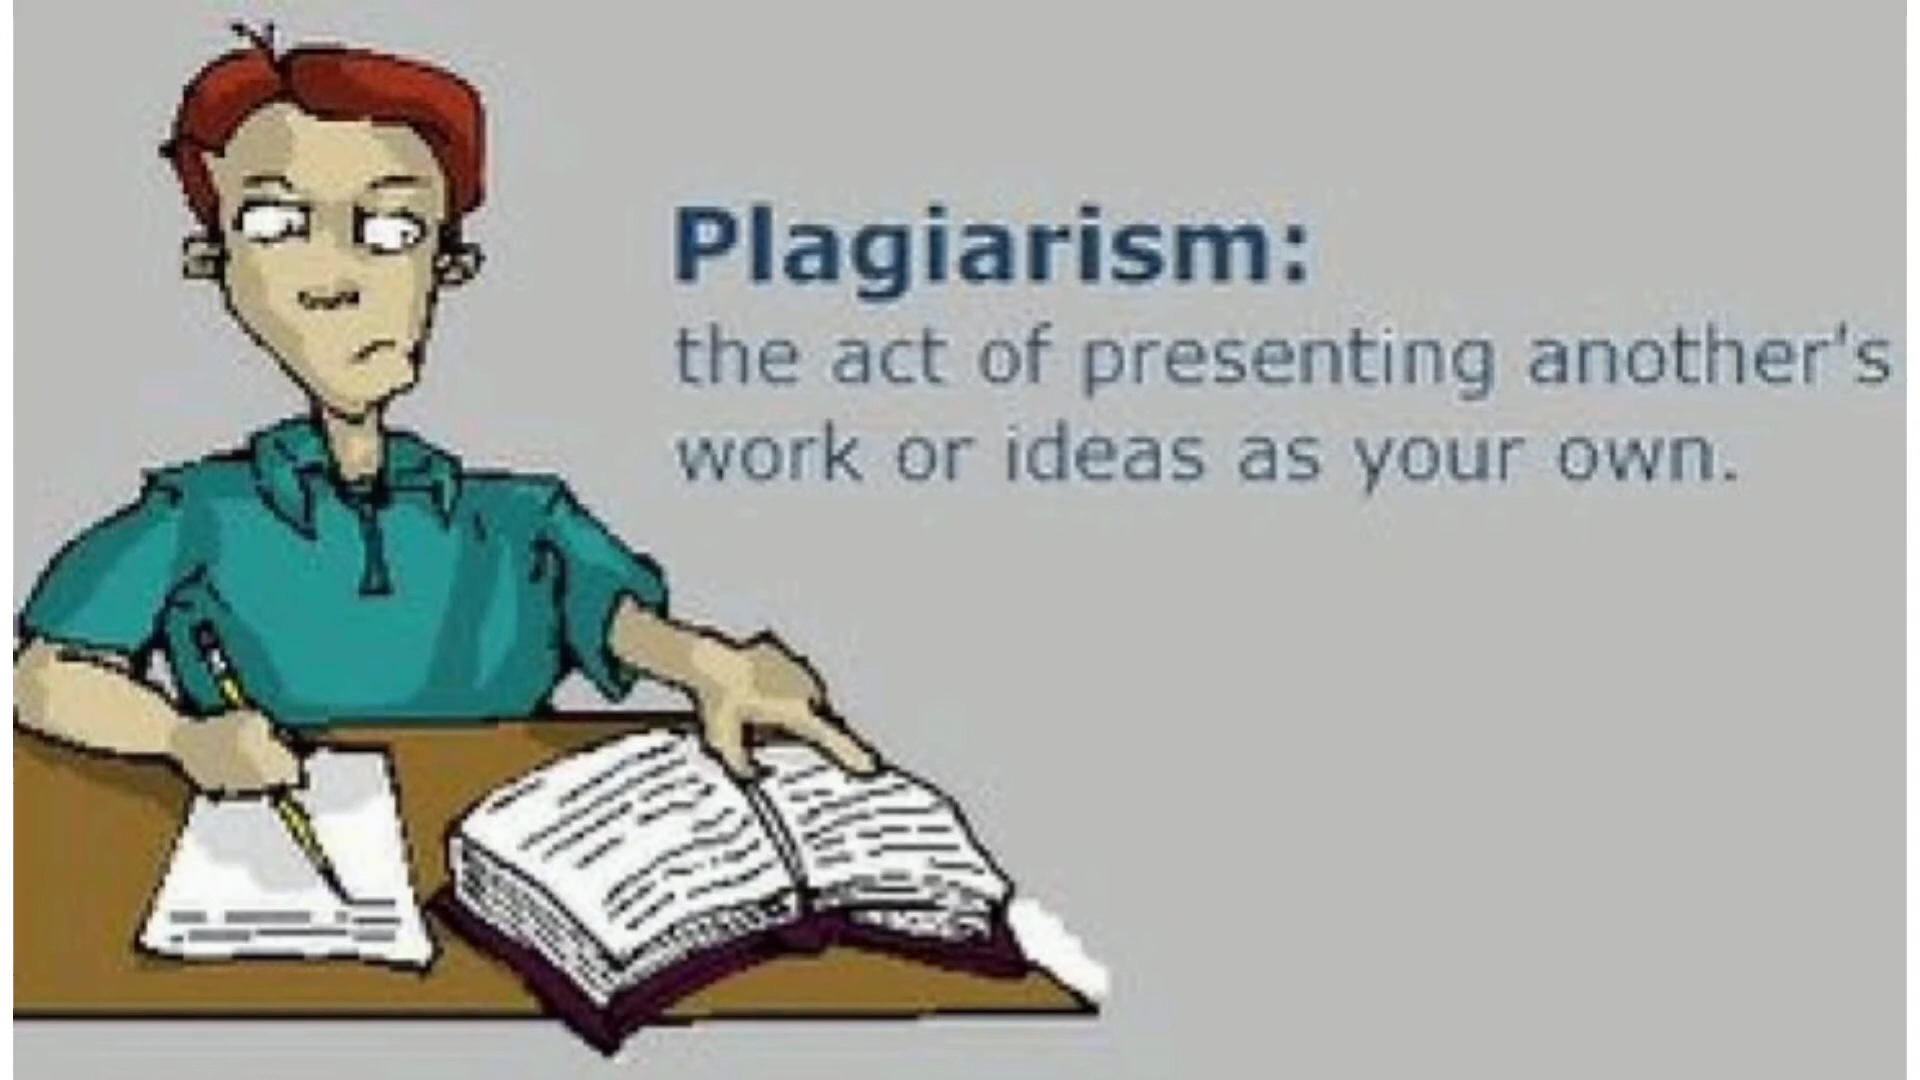 Plagiarism:
the act of presenting another's
work or ideas as your own.